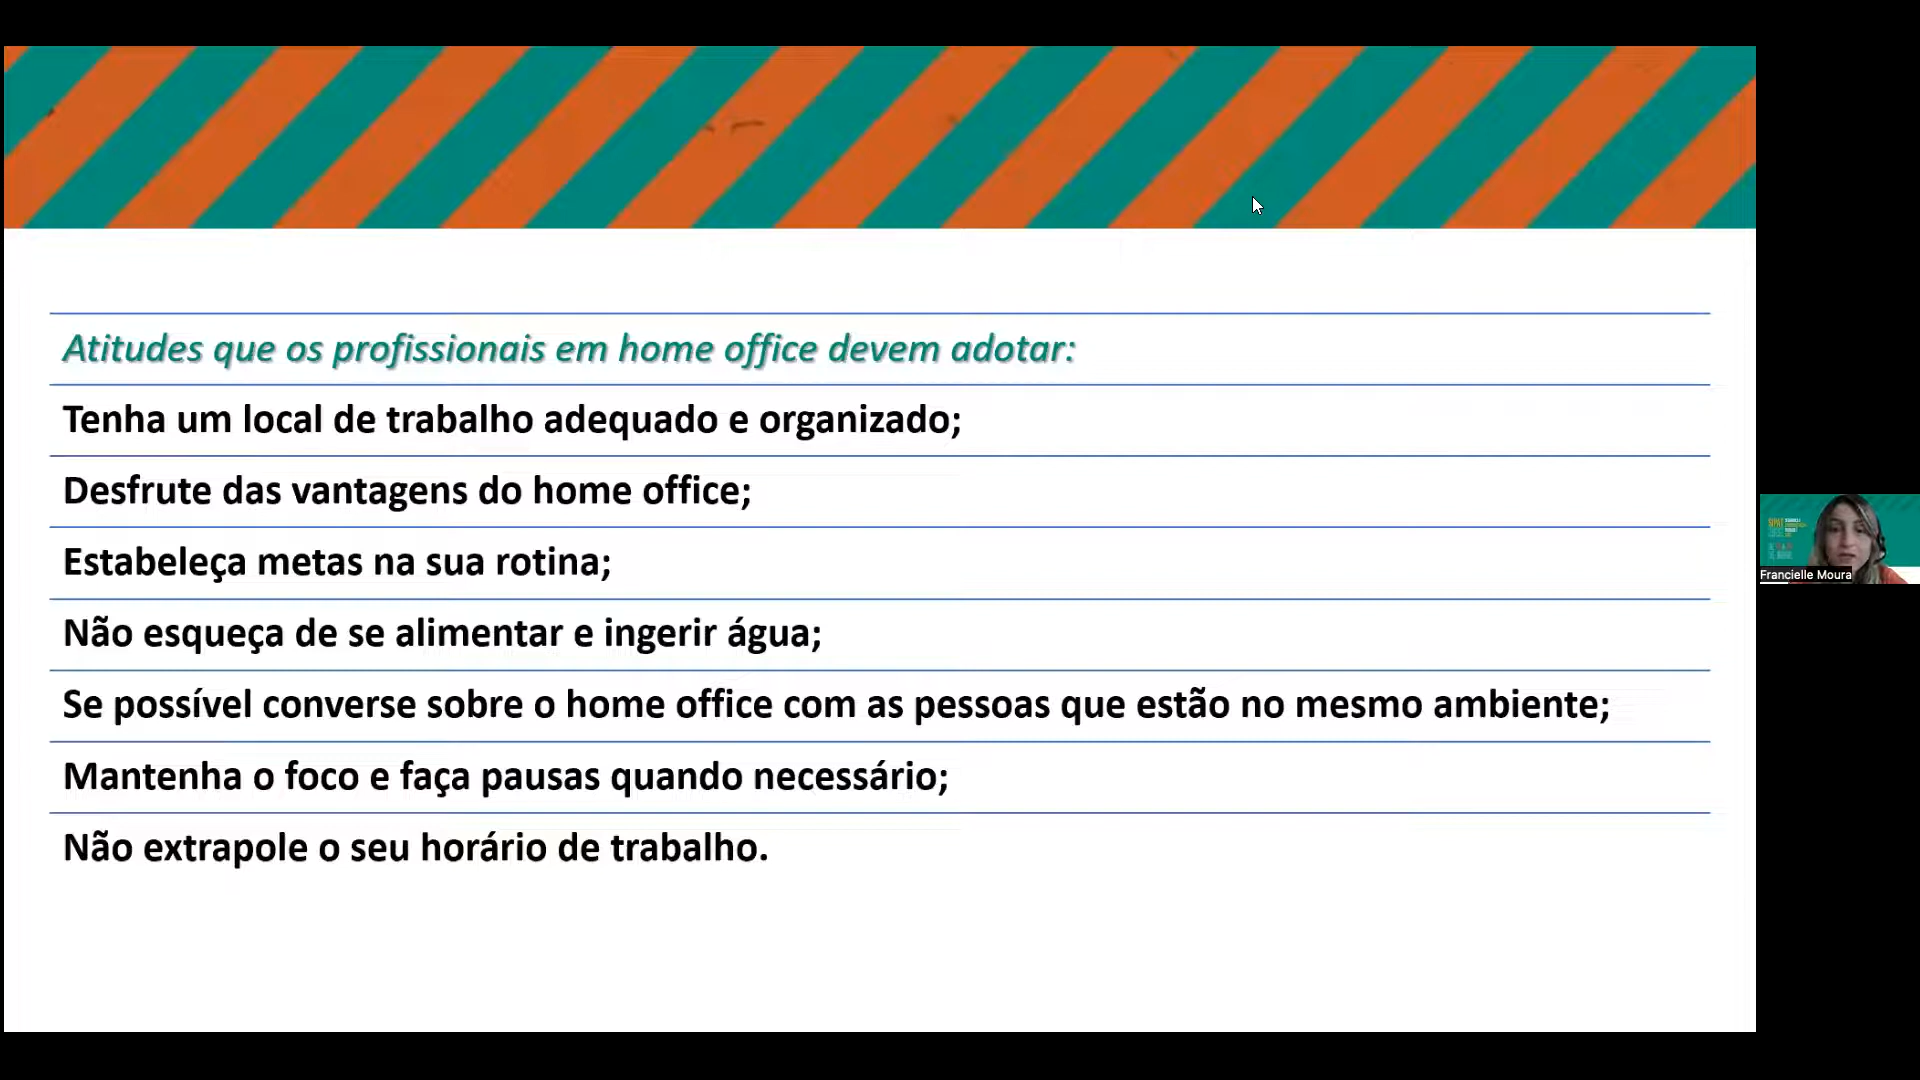 Atitudes que os profissionais em home office devem adotar:
Tenha um local de trabalho adequado e organizado;
Desfrute das vantagens do home office;
Estabeleça metas na sua rotina;
Não esqueça de se alimentar e ingerir água;
Se possível converse sobre o home office com as pessoas que estão no mesmo ambiente;
Mantenha o foco e faça pausas quando necessário;
Não extrapole o seu horário de trabalho.
Francielle Moura